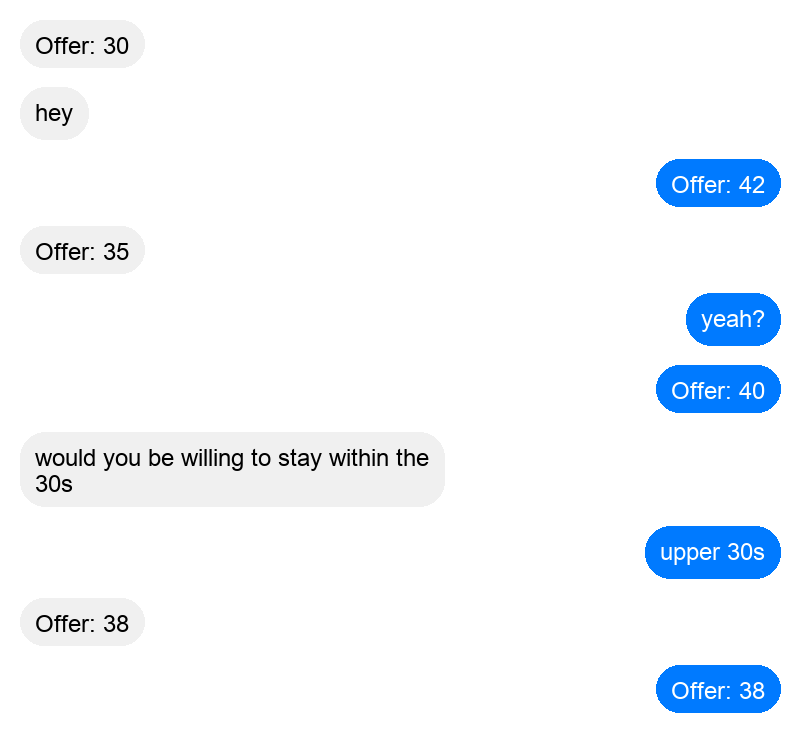 Offer: 30
hey
Offer: 42
Offer: 35
yeah?
Offer: 40
would you be willing to stay within the
30s
upper 30s
Offer: 38
Offer: 38